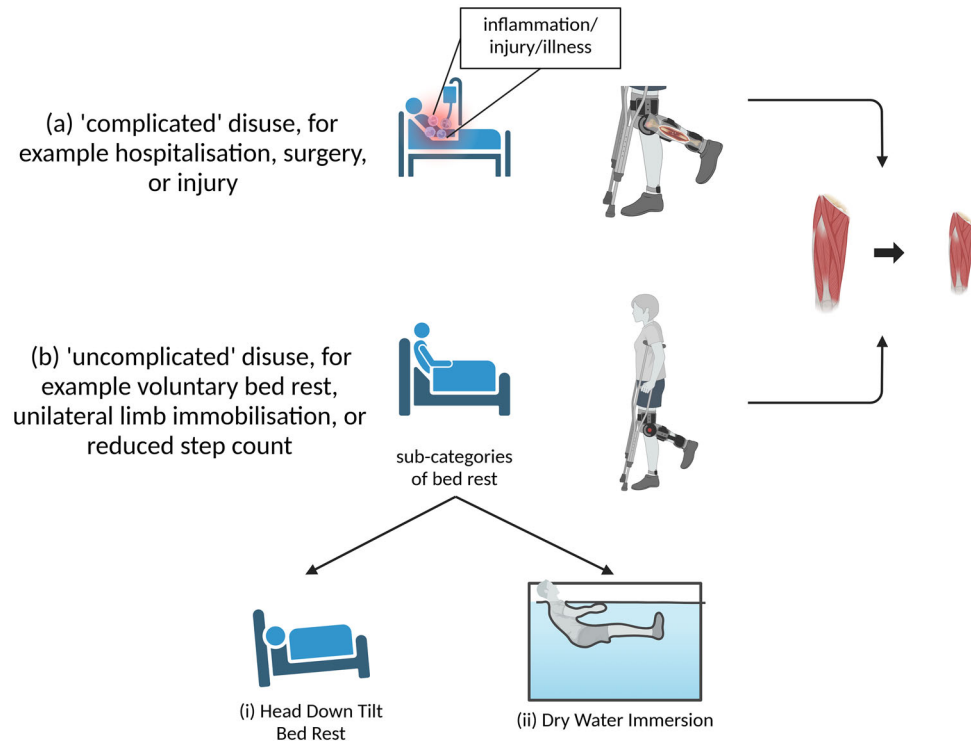 inflammation/
injury/illness
(a) 'complicated' disuse, for
example hospitalisation, surgery,
or injury
(b) 'uncomplicated' disuse, for
example voluntary bed rest,
unilateral limb immobilisation, or
reduced step count
sub-categories
of bed rest
(i) Head Down Tilt
Bed Rest
(ii) Dry Water Immersion